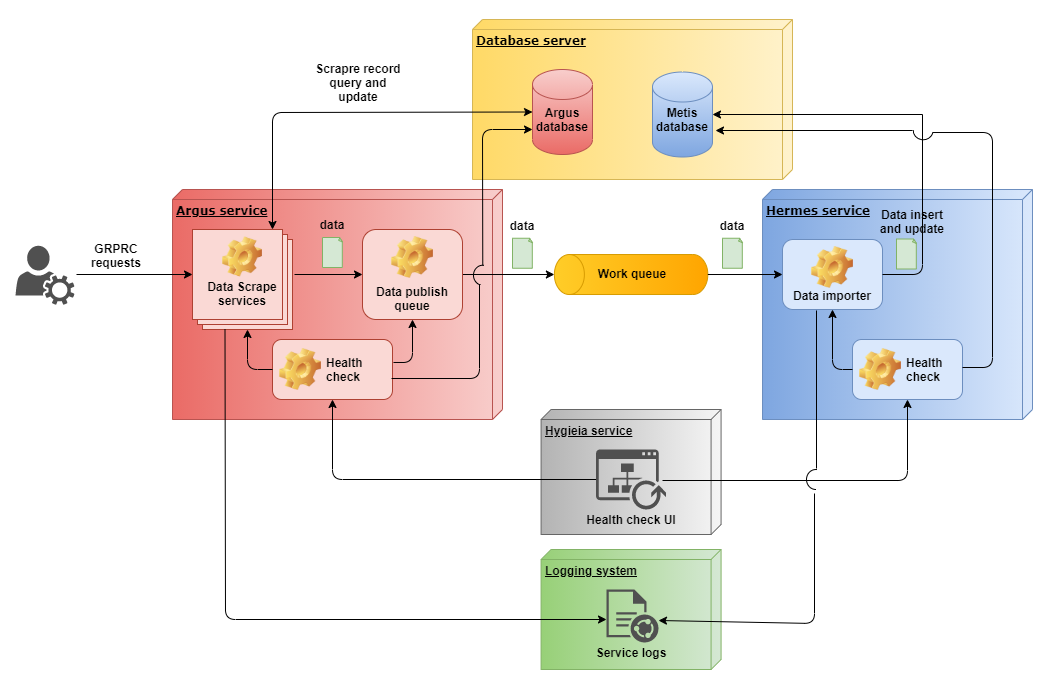 Database server
Scrapre record
query and
update
Argus
database
Metis
database
Argus service
data
data
data
Hermes service
Data insert
and update
GRPRC
requests
Data Scrape
services
Data publish
queue
Work queue
Data importer
Health
check
Health
check
Hygieia service
Health check UI
Logging system
Service logs